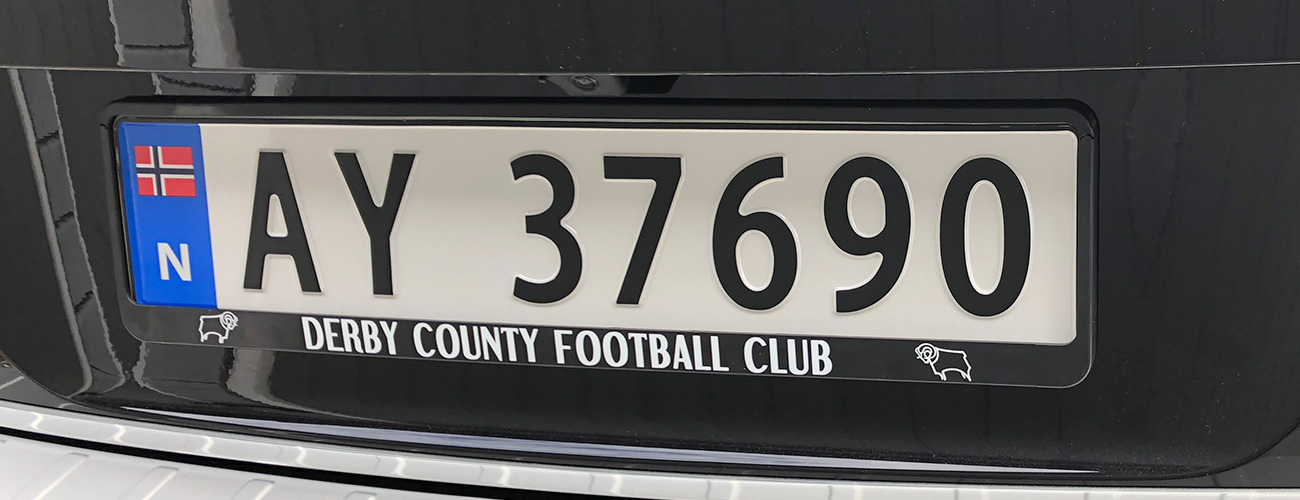 N
AY 37690
DERBY COUNTY FOOTBALL CLUB